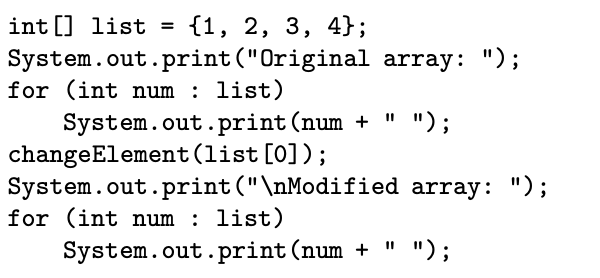 int[] list = {1, 2, 3, 4};
System.out.print("Original array: ");
for (int num : list)
    System.out.print(num + " ");
changeElement(list[0]);
System.out.print("\nModified array: ");
for (int num : list)
    System.out.print(num + " ");